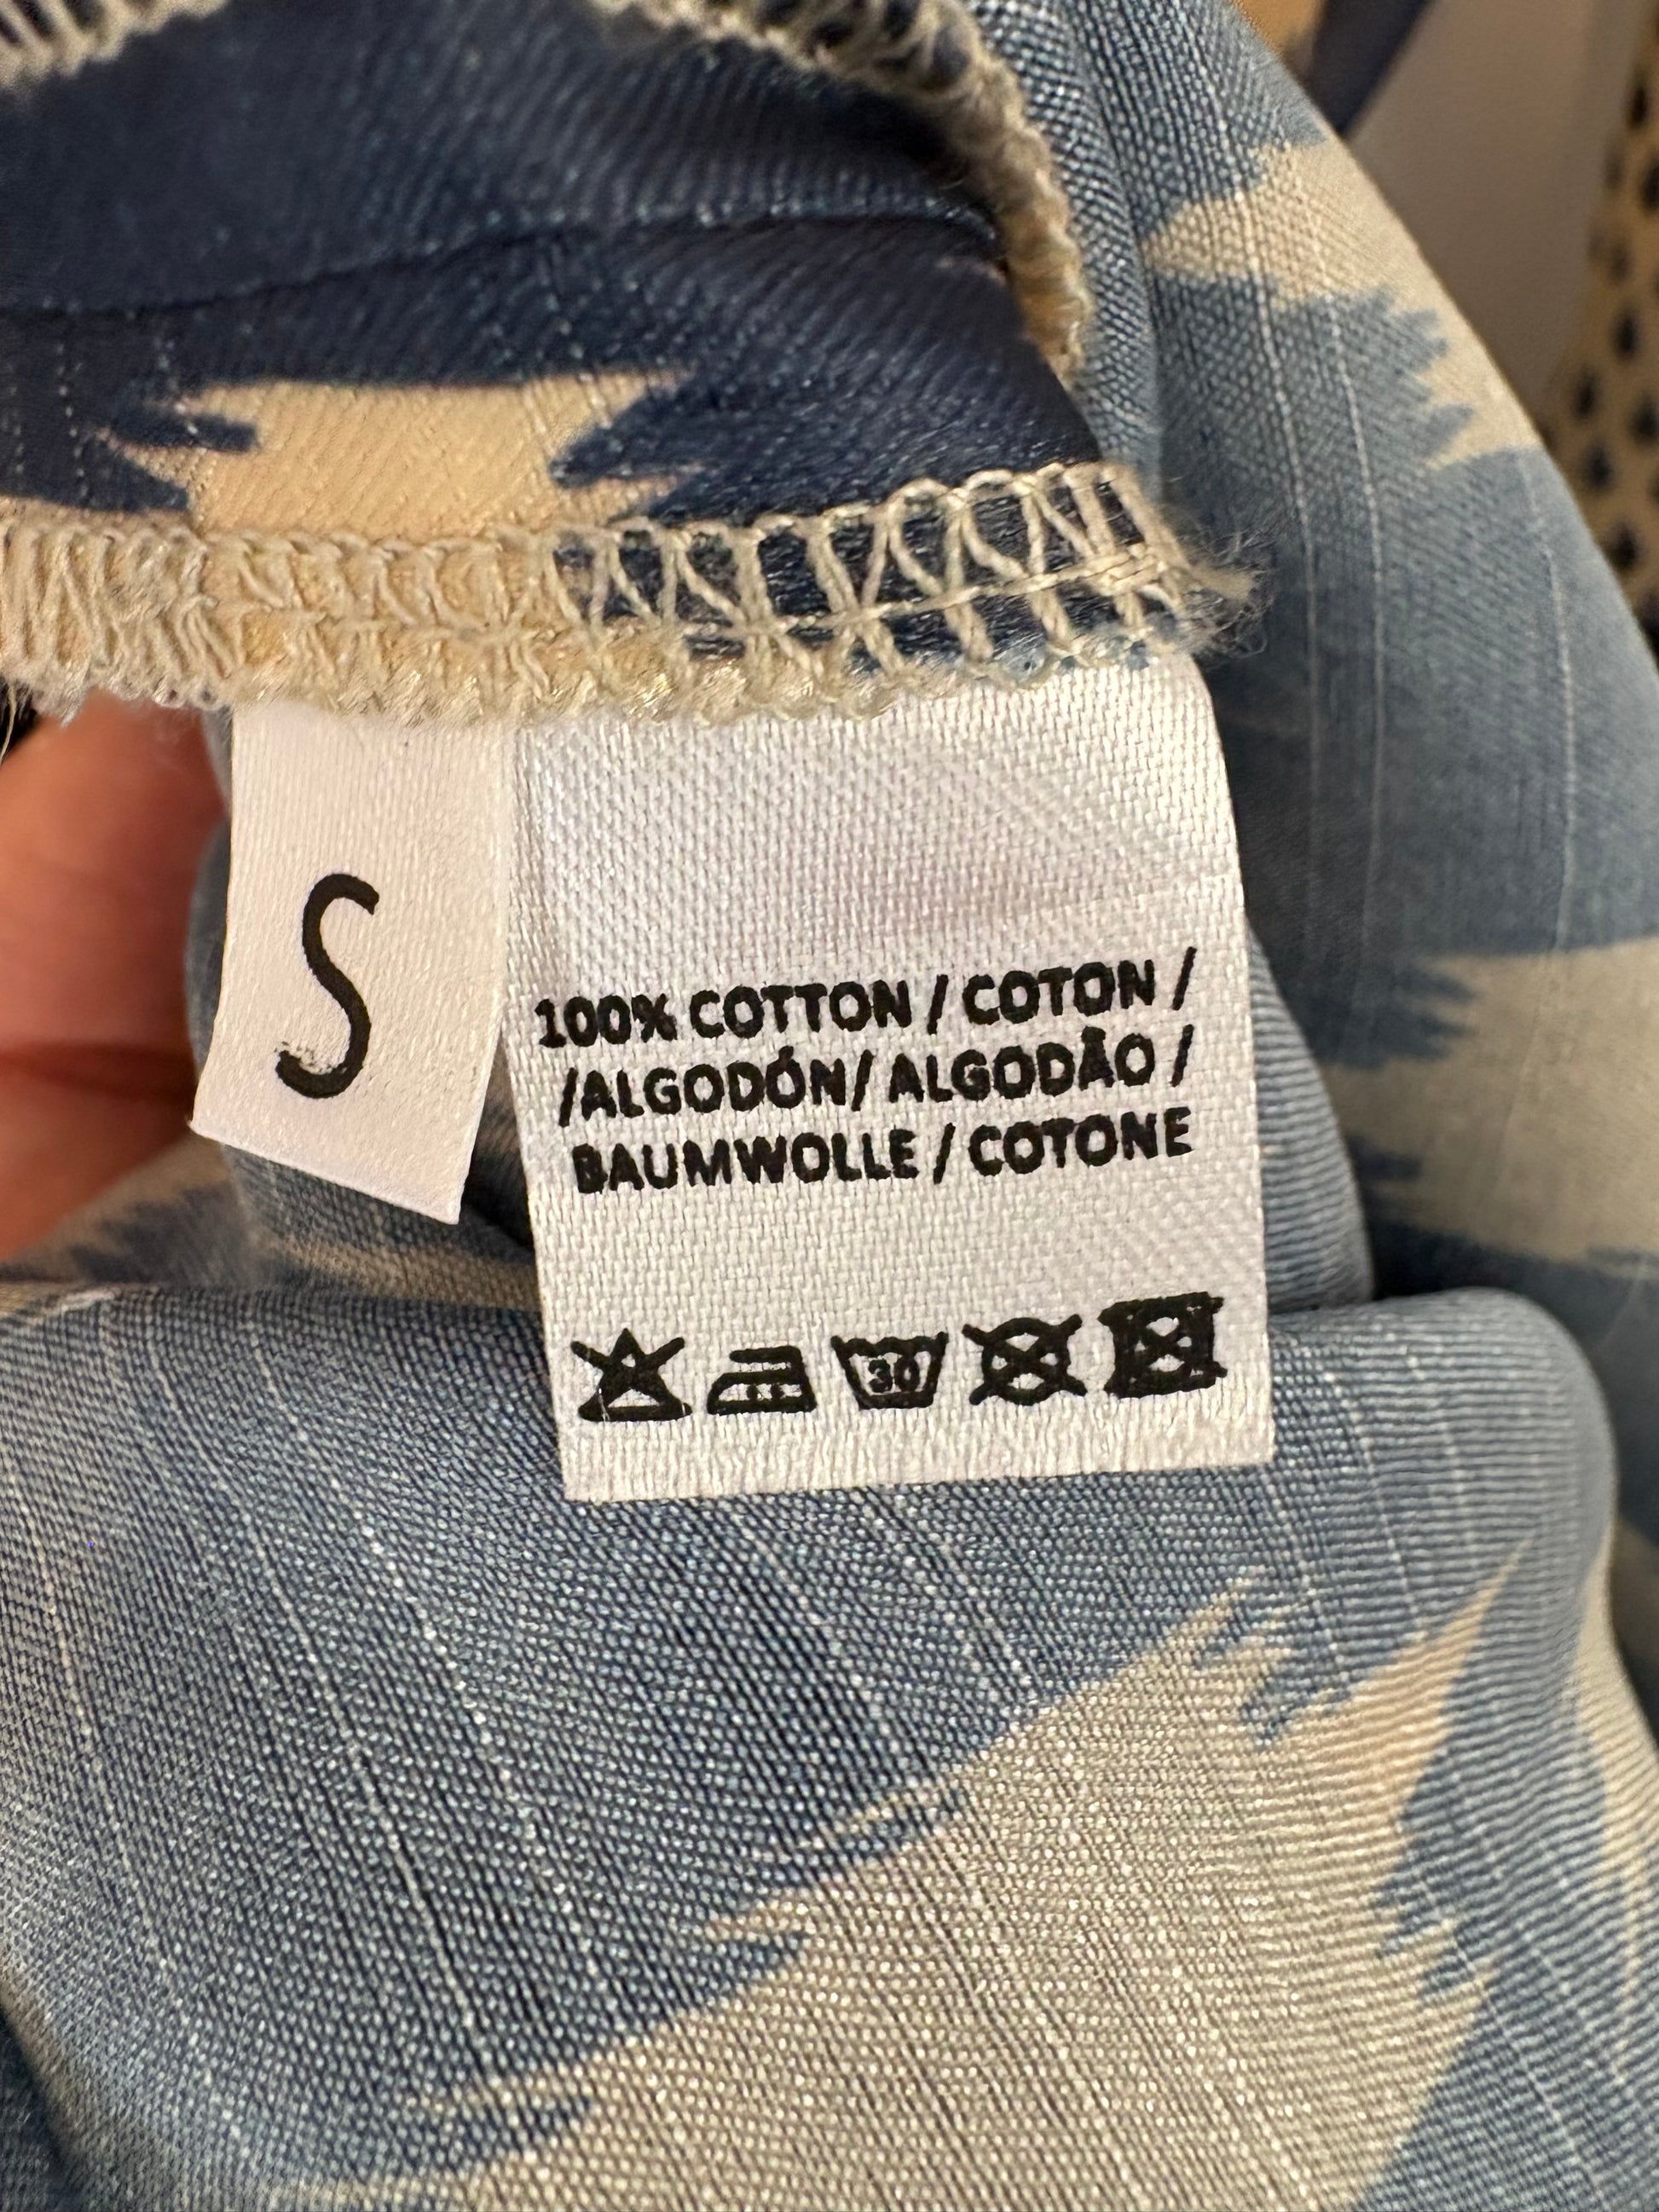 S
100% COTTON / COTON /
/ALGODÓN/ ALGODÃO /
BAUMWOLLE / COTONE
30